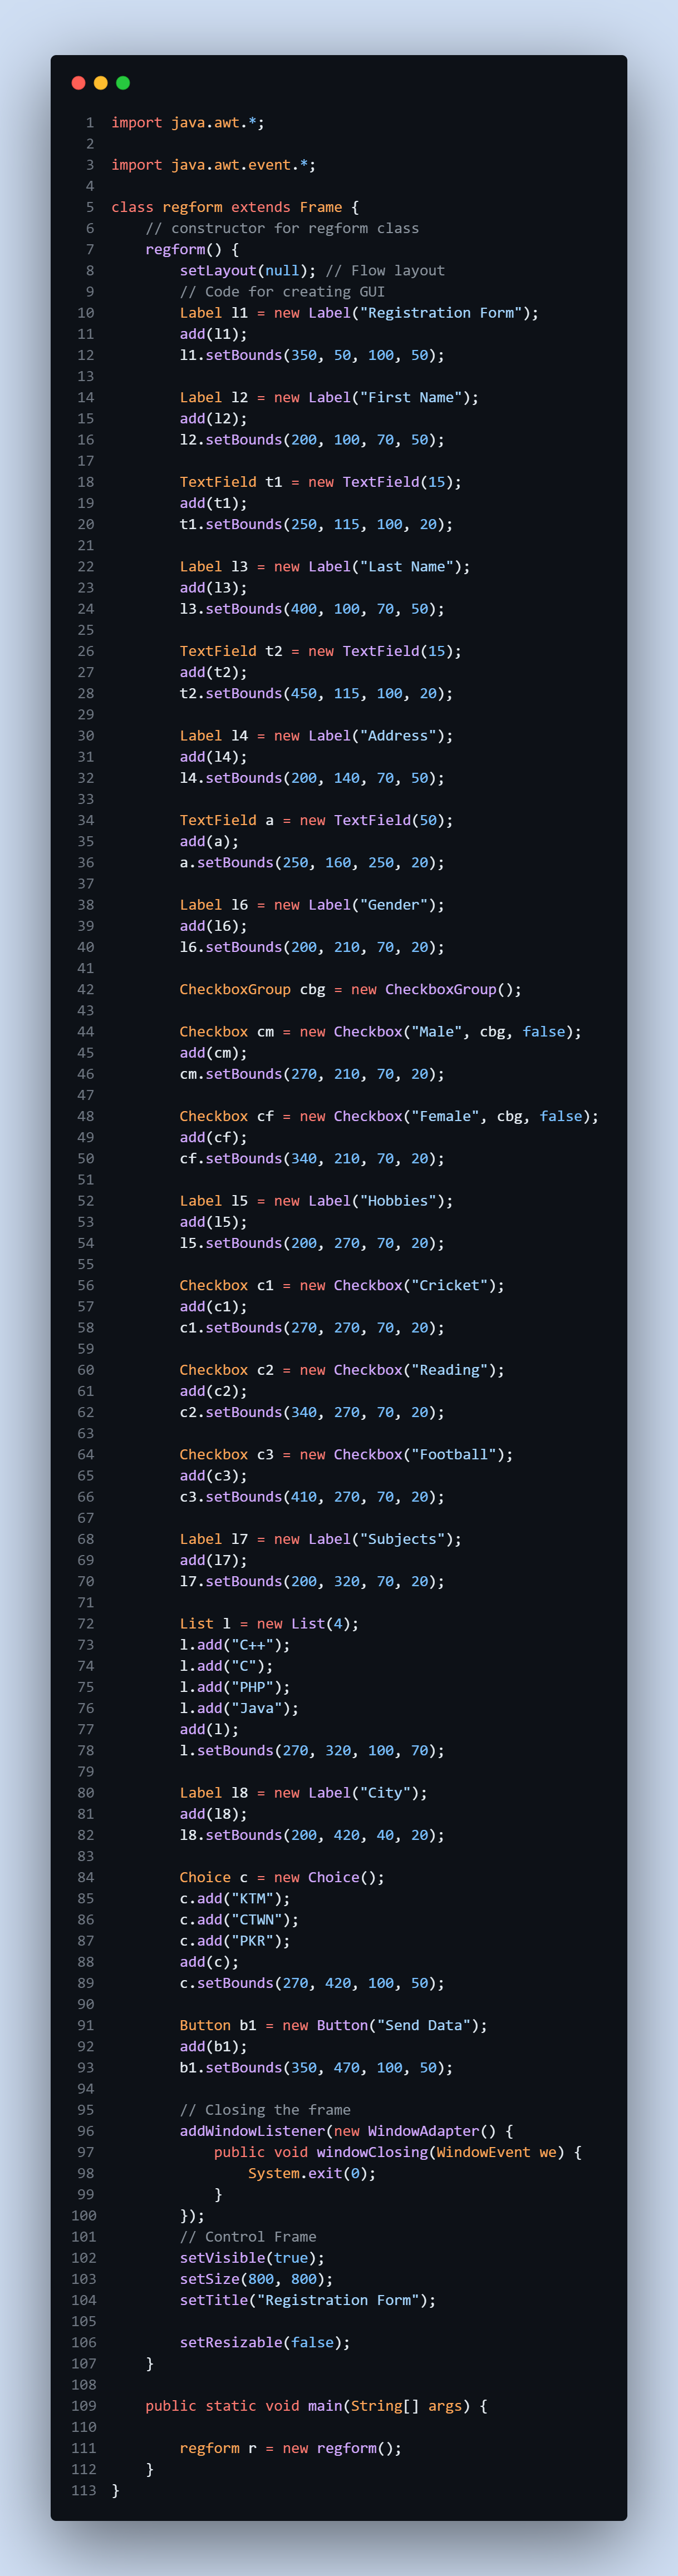 1 import java.awt.*;
2
3 import java.awt.event.*;
4
5 class regform extends Frame {
6     // constructor for regform class
7     regform() {
8         setLayout(null); // Flow layout
9         // Code for creating GUI
10         Label l1 = new Label("Registration Form");
11         add(l1);
12         l1.setBounds(350, 50, 100, 50);
13
14         Label l2 = new Label("First Name");
15         add(l2);
16         l2.setBounds(200, 100, 70, 50);
17
18         TextField t1 = new TextField(15);
19         add(t1);
20         t1.setBounds(250, 115, 100, 20);
21
22         Label l3 = new Label("Last Name");
23         add(l3);
24         l3.setBounds(400, 100, 70, 50);
25
26         TextField t2 = new TextField(15);
27         add(t2);
28         t2.setBounds(450, 115, 100, 20);
29
30         Label l4 = new Label("Address");
31         add(l4);
32         l4.setBounds(200, 140, 70, 50);
33
34         TextField a = new TextField(50);
35         add(a);
36         a.setBounds(250, 160, 250, 20);
37
38         Label l6 = new Label("Gender");
39         add(l6);
40         l6.setBounds(200, 210, 70, 20);
41
42         CheckboxGroup cbg = new CheckboxGroup();
43
44         Checkbox cm = new Checkbox("Male", cbg, false);
45         add(cm);
46         cm.setBounds(270, 210, 70, 20);
47
48         Checkbox cf = new Checkbox("Female", cbg, false);
49         add(cf);
50         cf.setBounds(340, 210, 70, 20);
51
52         Label l5 = new Label("Hobbies");
53         add(l5);
54         l5.setBounds(200, 270, 70, 20);
55
56         Checkbox c1 = new Checkbox("Cricket");
57         add(c1);
58         c1.setBounds(270, 270, 70, 20);
59
60         Checkbox c2 = new Checkbox("Reading");
61         add(c2);
62         c2.setBounds(340, 270, 70, 20);
63
64         Checkbox c3 = new Checkbox("Football");
65         add(c3);
66         c3.setBounds(410, 270, 70, 20);
67
68         Label l7 = new Label("Subjects");
69         add(l7);
70         l7.setBounds(200, 320, 70, 20);
71
72         List l = new List(4);
73         l.add("C++");
74         l.add("C");
75         l.add("PHP");
76         l.add("Java");
77         add(l);
78         l.setBounds(270, 320, 100, 70);
79
80         Label l8 = new Label("City");
81         add(l8);
82         l8.setBounds(200, 420, 40, 20);
83
84         Choice c = new Choice();
85         c.add("KTM");
86         c.add("CTWN");
87         c.add("PKR");
88         add(c);
89         c.setBounds(270, 420, 100, 50);
90
91         Button b1 = new Button("Send Data");
92         add(b1);
93         b1.setBounds(350, 470, 100, 50);
94
95         // Closing the frame
96         addWindowListener(new WindowAdapter() {
97             public void windowClosing(WindowEvent we) {
98                 System.exit(0);
99             }
100         });
101         // Control Frame
102         setVisible(true);
103         setSize(800, 800);
104         setTitle("Registration Form");
105
106         setResizable(false);
107     }
108
109     public static void main(String[] args) {
110
111         regform r = new regform();
112     }
113 }